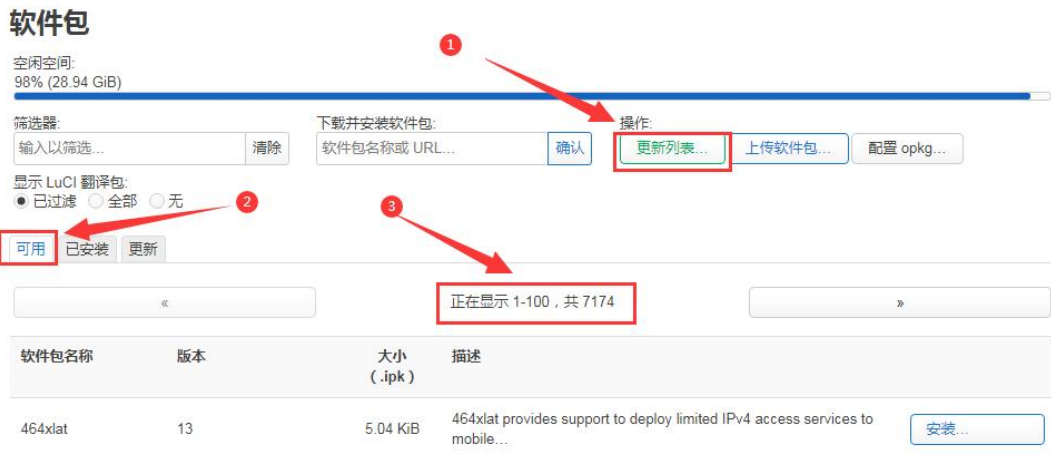 软件包
1
空闲空间:
98% (28.94 GiB)
筛选器: 下载并安装软件包: 操作:
输入以筛选... 清除 软件包名称或 URL... 确认 更新列表... 上传软件包... 配置 opkg...
显示 LuCI 翻译包:
已过滤 全部 无 2 3
可用 已安装 更新
« 正在显示 1-100，共 7174 »
软件包名称 版本 大小 描述
（.ipk）
464xlat 13 5.04 KiB 464xlat provides support to deploy limited IPv4 access services to
mobile… 安装...